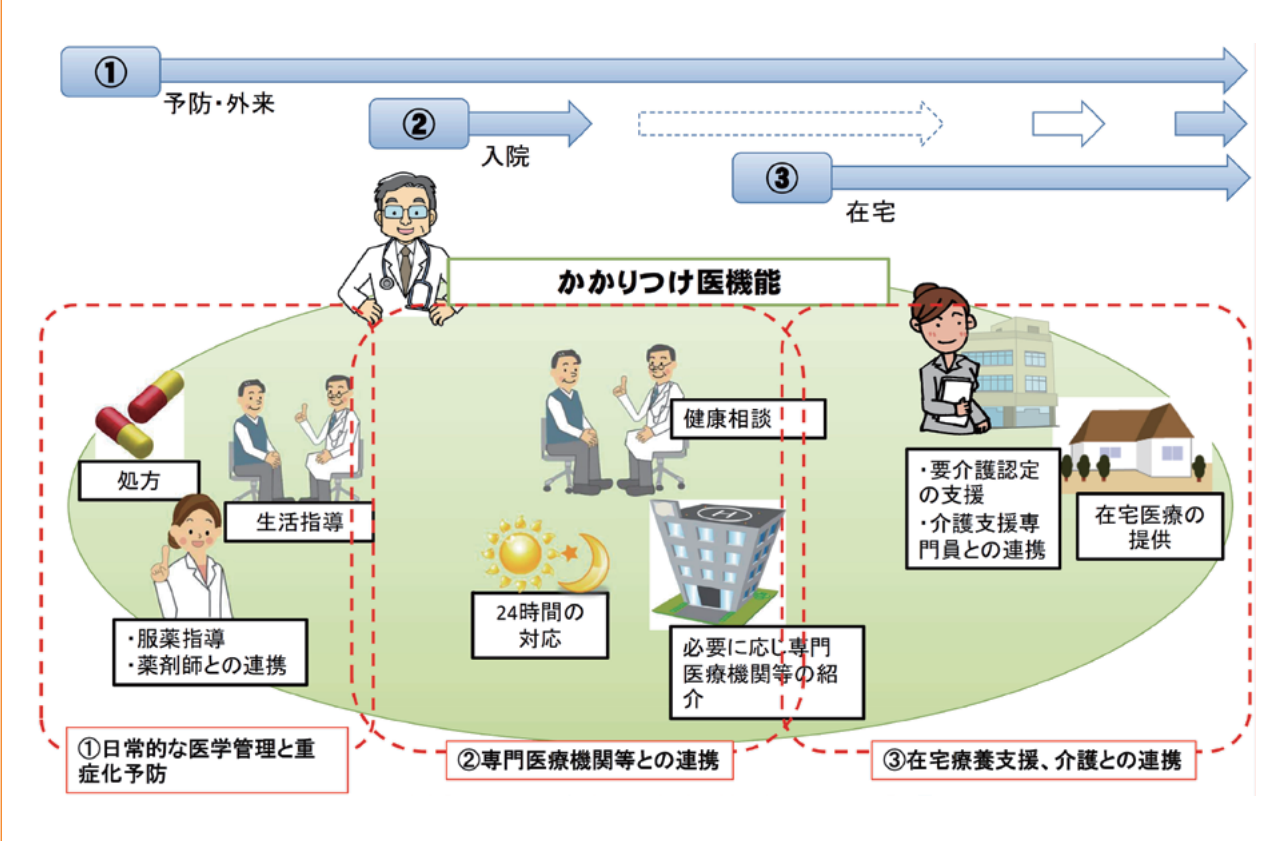 ①
予防・外来
②
入院
③
在宅
かかりつけ医機能
処方
生活指導
・服薬指導
・薬剤師との連携
健康相談
24時間の
対応
H
必要に応じ専門
医療機関等の紹
介
・要介護認定
の支援
・介護支援専
門員との連携
在宅医療の
提供
①日常的な医学管理と重
症化予防
②専門医療機関等との連携
③在宅療養支援、介護との連携